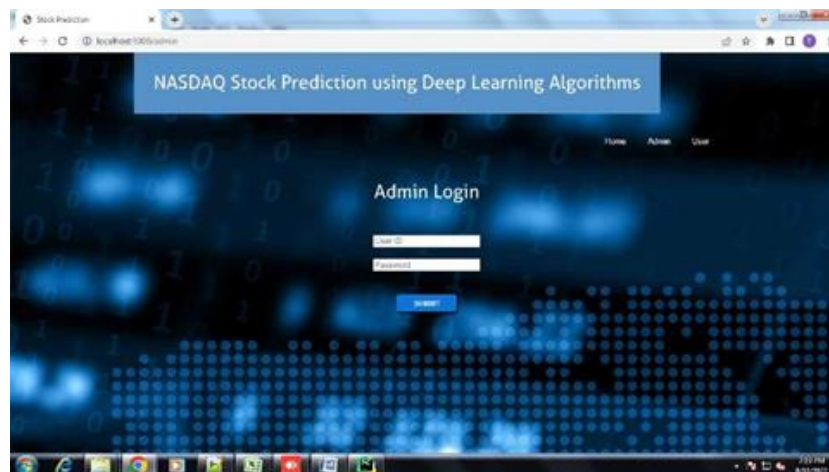 Stock Prediction
NASDAQ Stock Prediction using Deep Learning Algorithms
Home Admin User
Admin Login
User ID
Password
SUBMIT